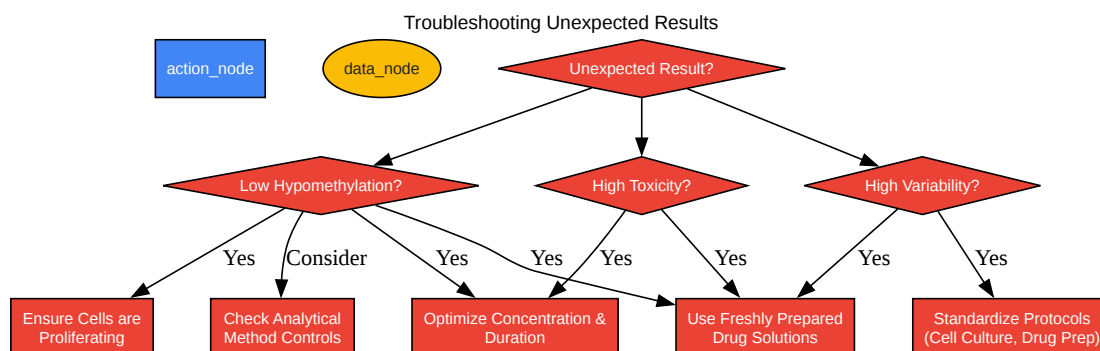 Troubleshooting Unexpected Results
action_node
data_node
Unexpected Result?
Low Hypomethylation?
High Toxicity?
High Variability?
Yes
Consider
Yes
Yes
Yes
Yes
Yes
Yes
Ensure Cells are
Proliferating
Check Analytical
Method Controls
Optimize Concentration &
Duration
Use Freshly Prepared
Drug Solutions
Standardize Protocols
(Cell Culture, Drug Prep)